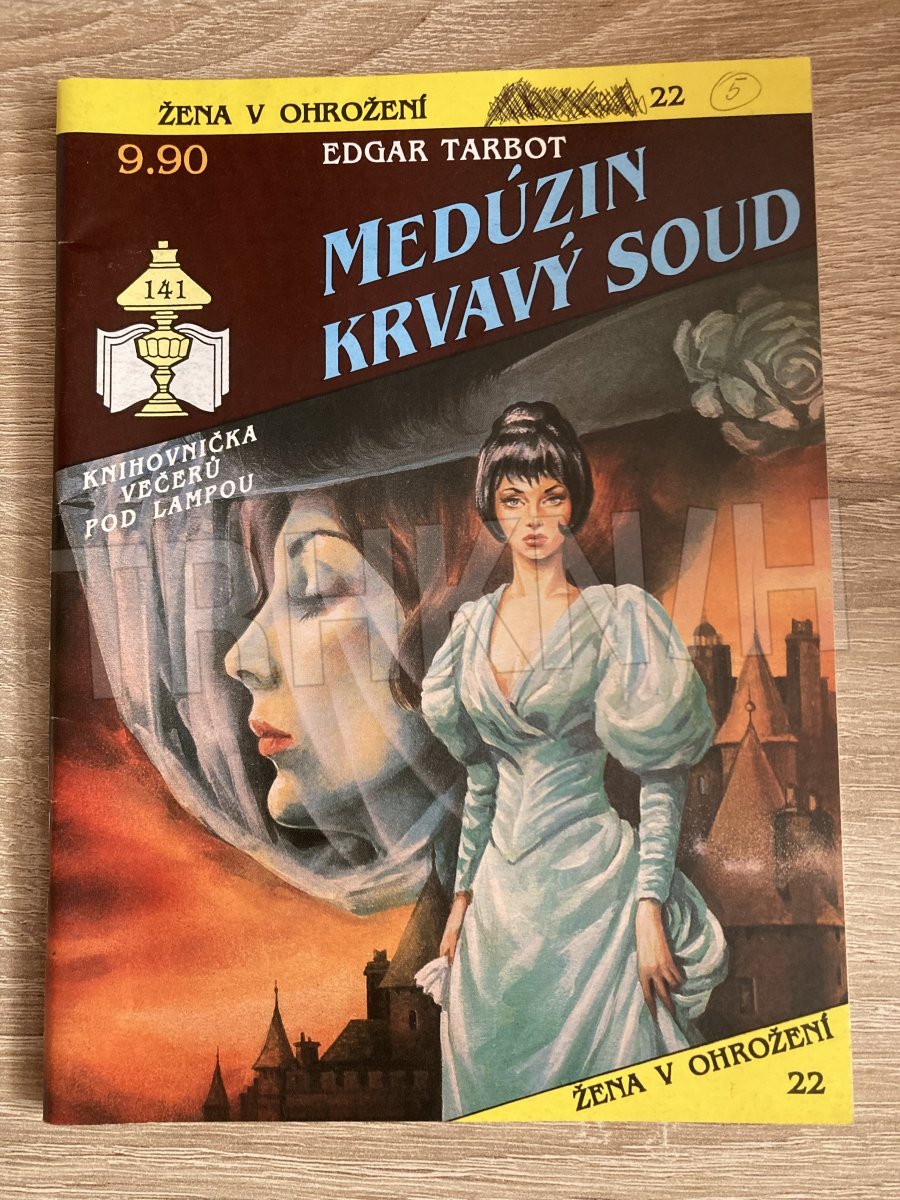 ŽENA V OHROŽENÍ 22 5
9.90
EDGAR TARBOT
MEDÚZIN
KRVAVÝ SOUD
141
KNIHOVNIČKA
VEČERŮ
POD LAMPOU
TRHKNIH
ŽENA V OHROŽENÍ
22